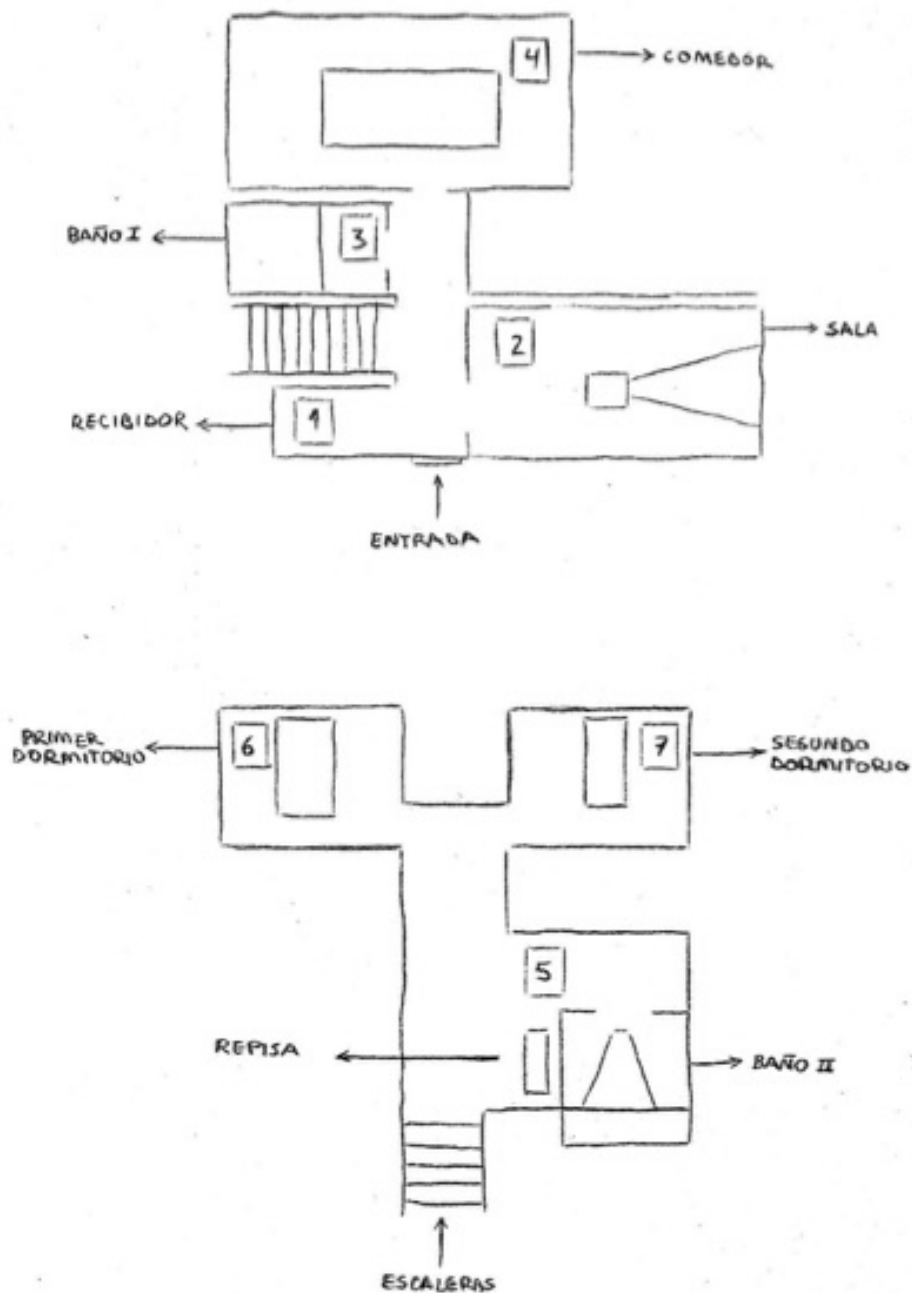 4
COMEDOR
BAÑO I
3
2
SALA
RECIBIDOR
1
ENTRADA
PRIMER
DORMITORIO
6
7
SEGUNDO
DORMITORIO
5
REPISA
BAÑO II
ESCALERAS